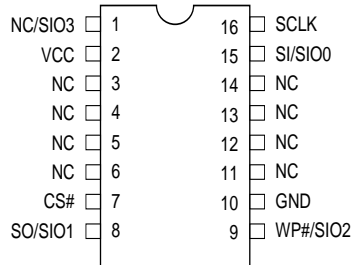 NC/SIO3 1 16 SCLK
VCC 2 15 SI/SIO0
NC 3 14 NC
NC 4 13 NC
NC 5 12 NC
NC 6 11 NC
CS# 7 10 GND
SO/SIO1 8 9 WP#/SIO2